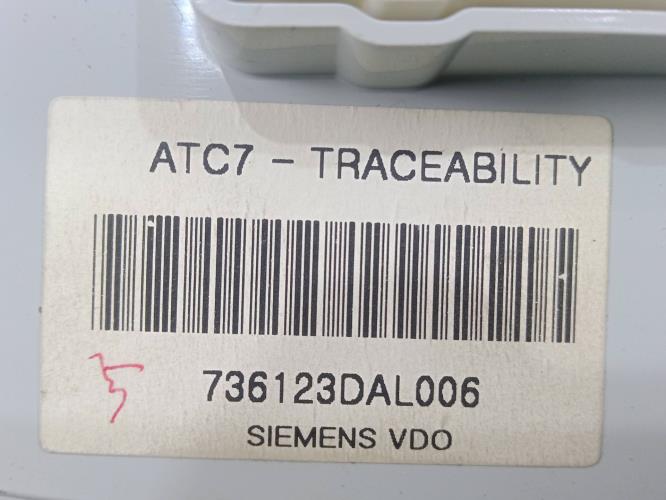 ATC7 - TRACEABILITY
736123DAL006
SIEMENS VDO